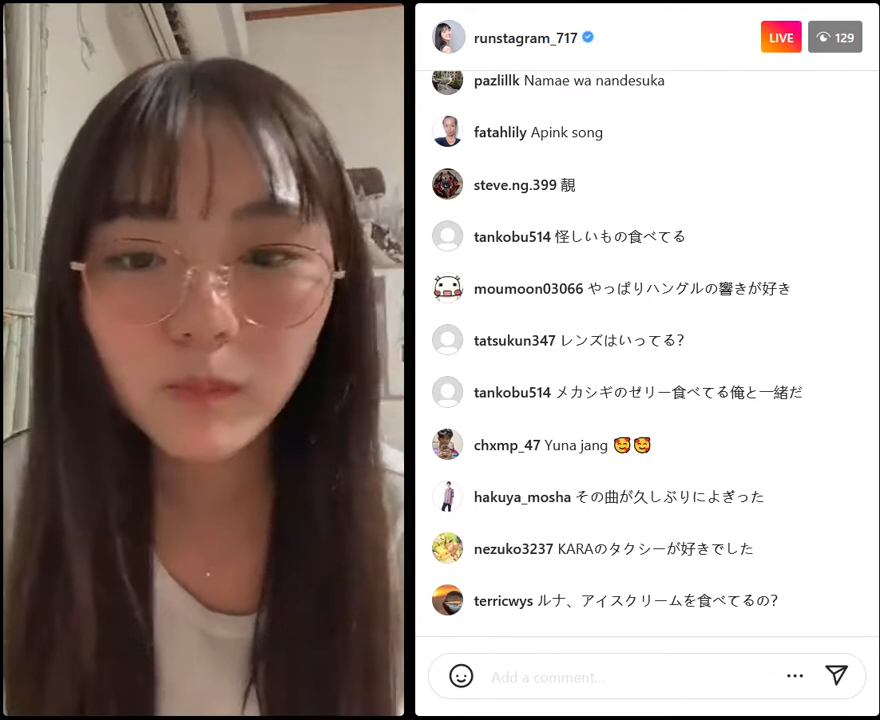 runstagram_717
LIVE
129
pazlillk Namae wa nandesuka
fatahlily Apink song
steve.ng.399 靚
tankobu514 怪しいもの食べてる
moumoon03066 やっぱりハングルの響きが好き
tatsukun347 レンズはいってる?
tankobu514 メカシギのゼリー食べてる俺と一緒だ
chxmp_47 Yuna jang 🥰🥰
hakuya_mosha その曲が久しぶりによぎった
nezuko3237 KARAのタクシーが好きでした
terricwys ルナ、アイスクリームを食べてるの?
Add a comment...